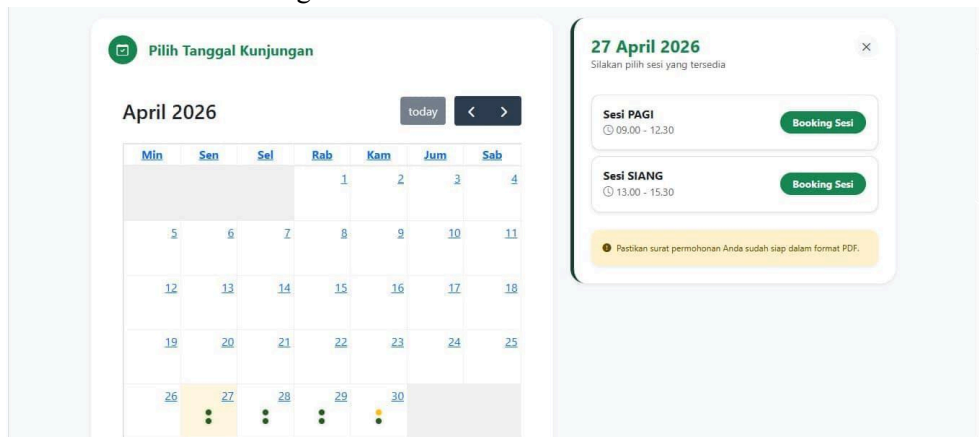 Pilih Tanggal Kunjungan
April 2026
today
Min Sen Sel Rab Kam Jum Sab
1 2 3 4
5 6 7 8 9 10 11
12 13 14 15 16 17 18
19 20 21 22 23 24 25
26 27 28 29 30
27 April 2026
Silakan pilih sesi yang tersedia
Sesi PAGI
09.00 - 12.30
Booking Sesi
Sesi SIANG
13.00 - 15.30
Booking Sesi
Pastikan surat permohonan Anda sudah siap dalam format PDF.